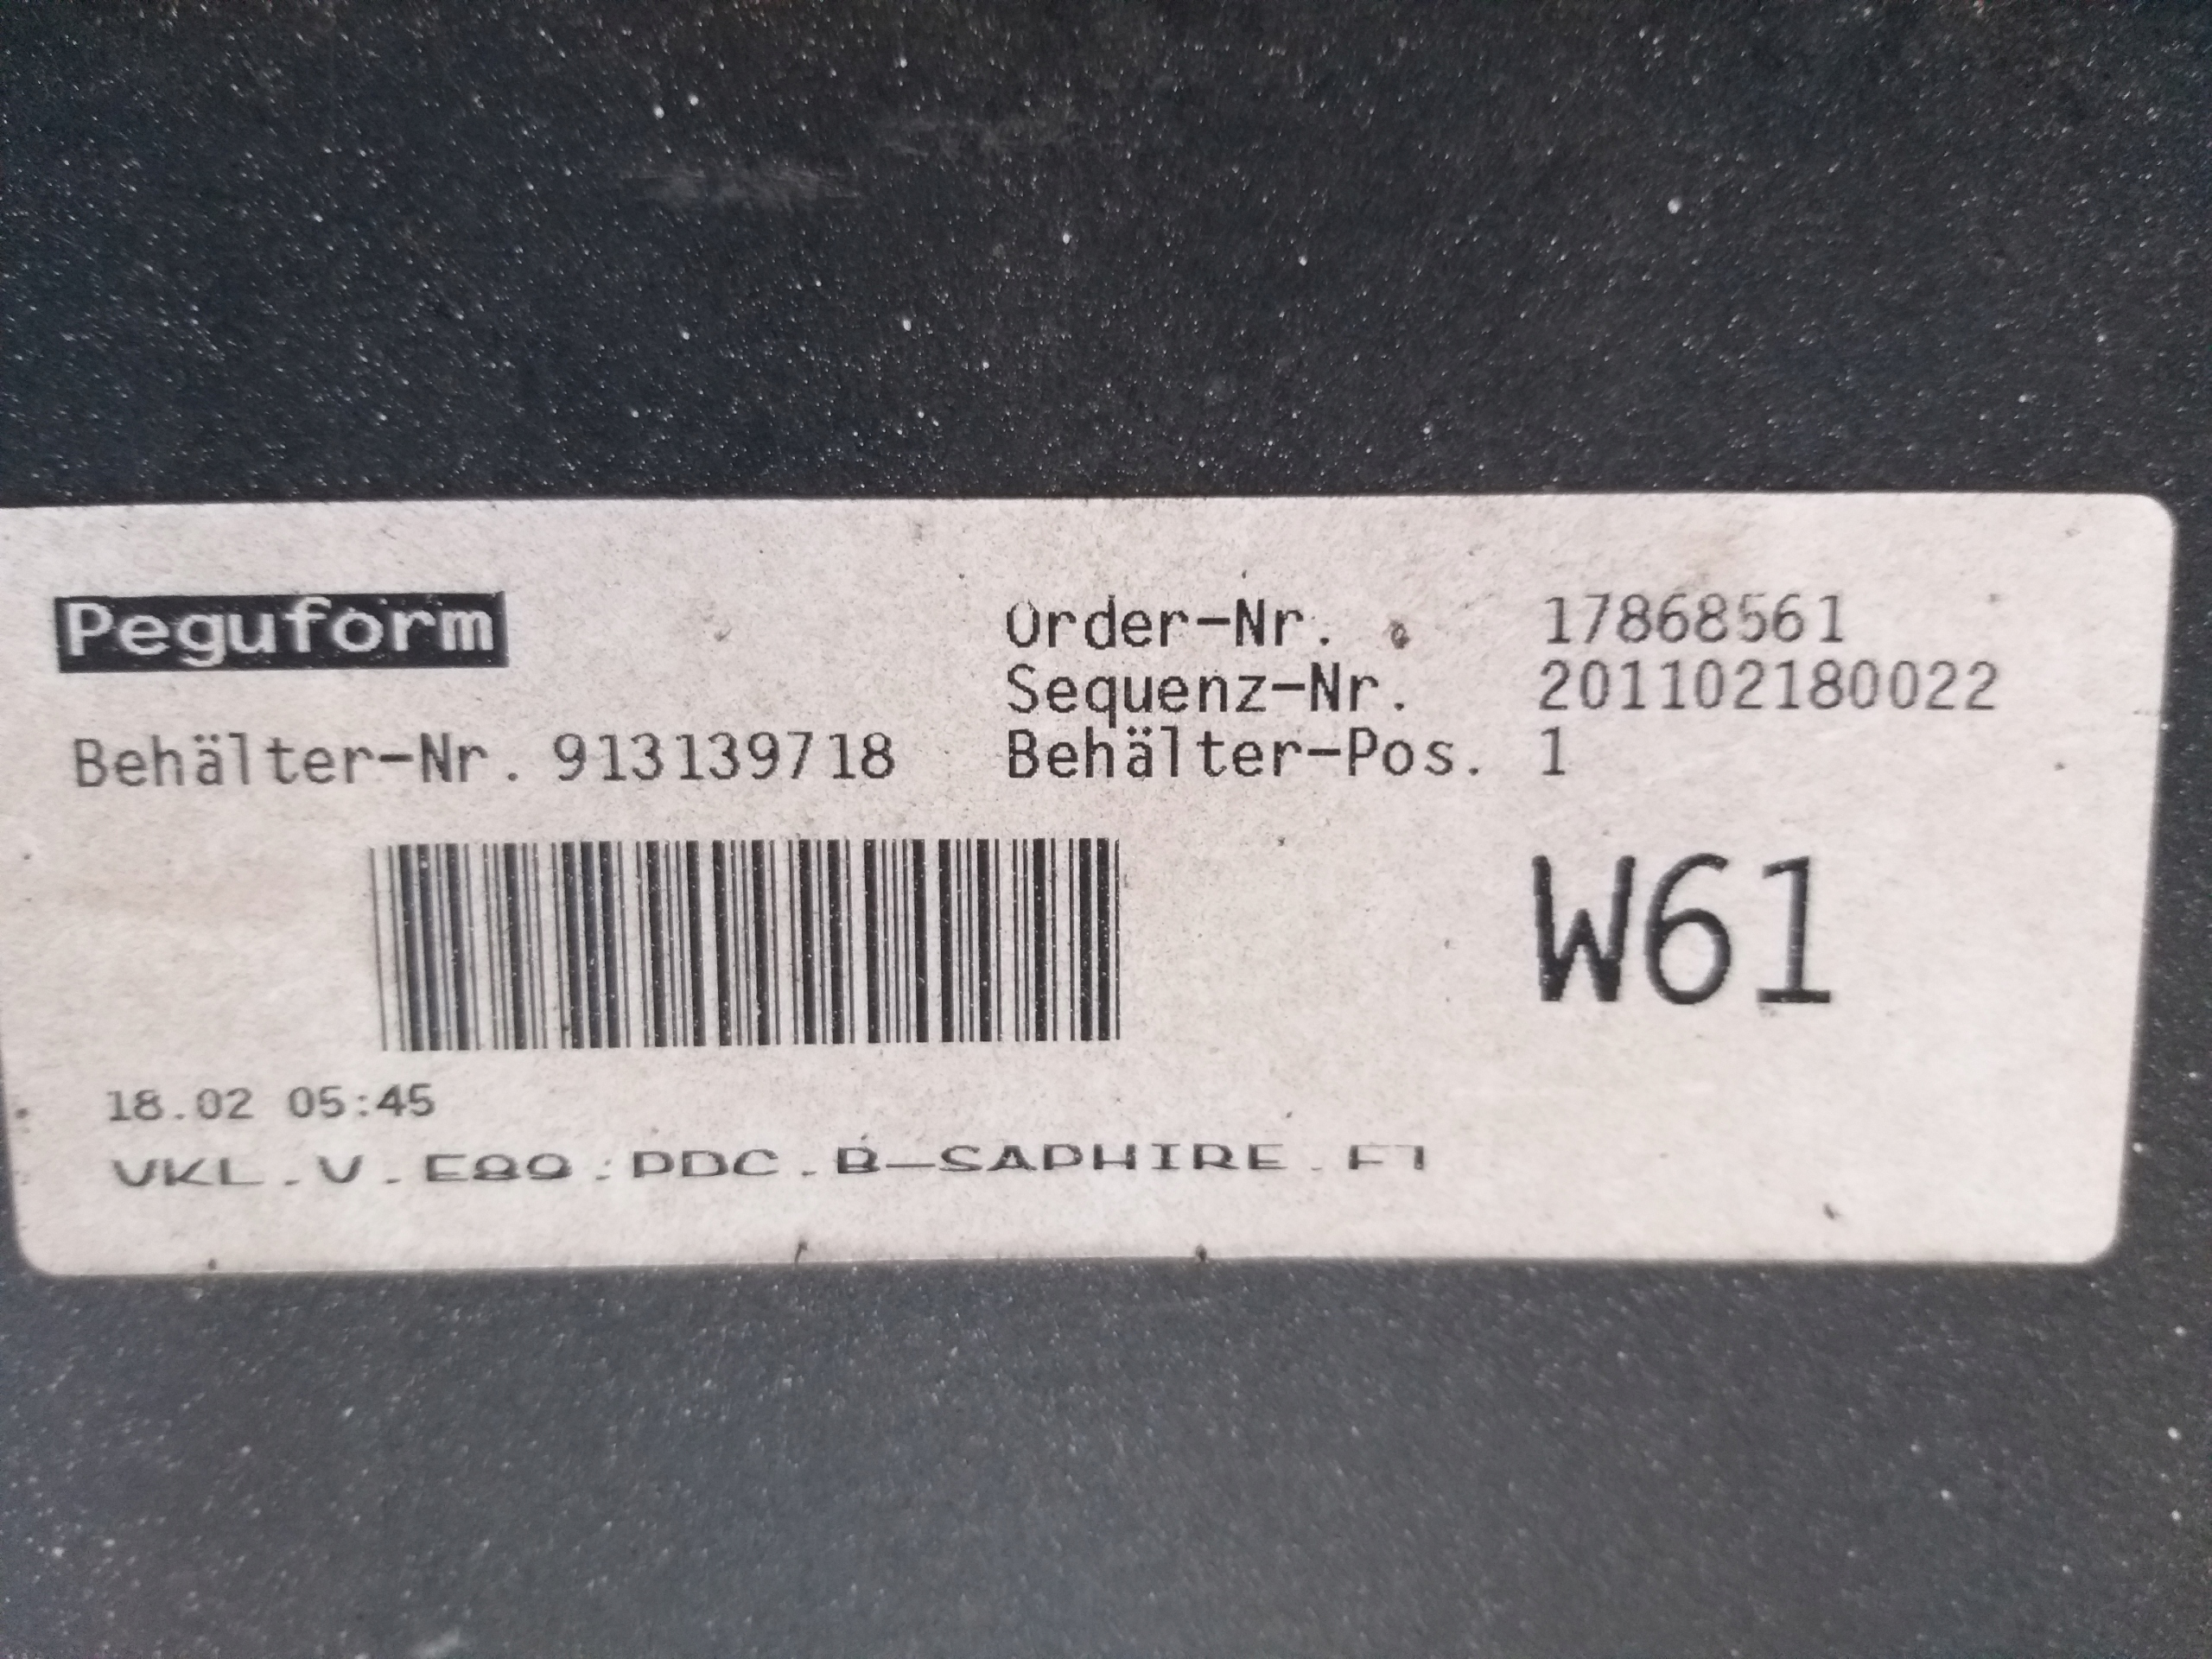 Peguform
Order-Nr. 17868561
Sequenz-Nr. 201102180022
Behälter-Nr. 913139718
Behälter-Pos. 1
W61
18.02 05:45
VKL.V.E89.PDC.B-SAPHIRE.